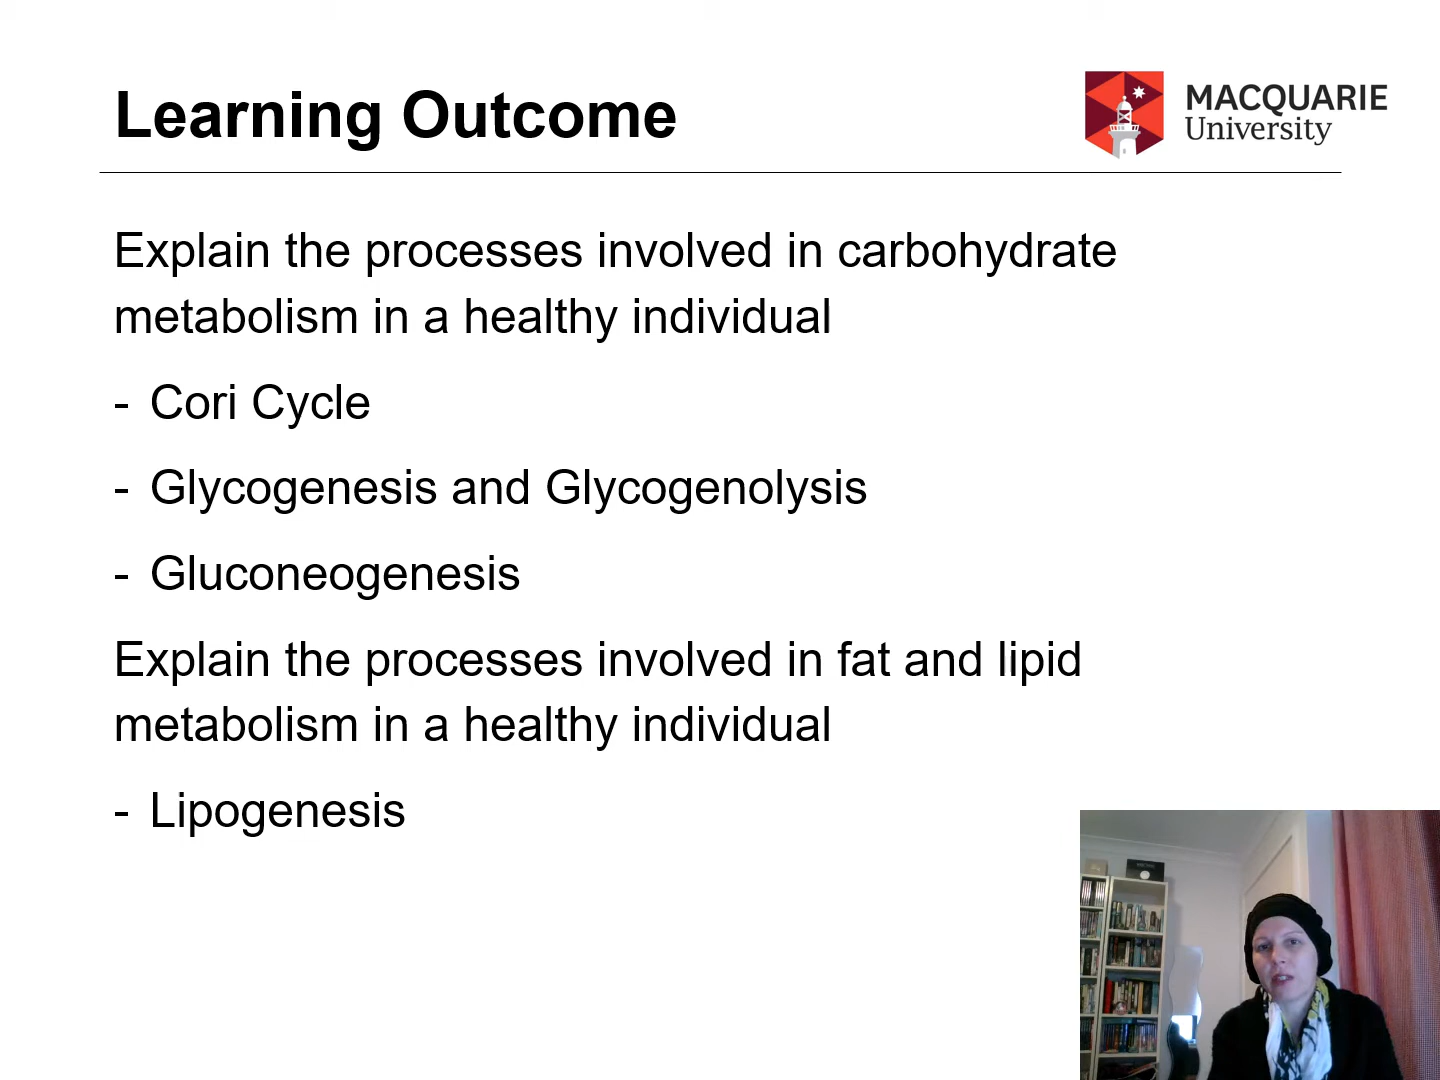 Learning Outcome
MACQUARIE
University
Explain the processes involved in carbohydrate
metabolism in a healthy individual
- Cori Cycle
- Glycogenesis and Glycogenolysis
- Gluconeogenesis
Explain the processes involved in fat and lipid
metabolism in a healthy individual
- Lipogenesis